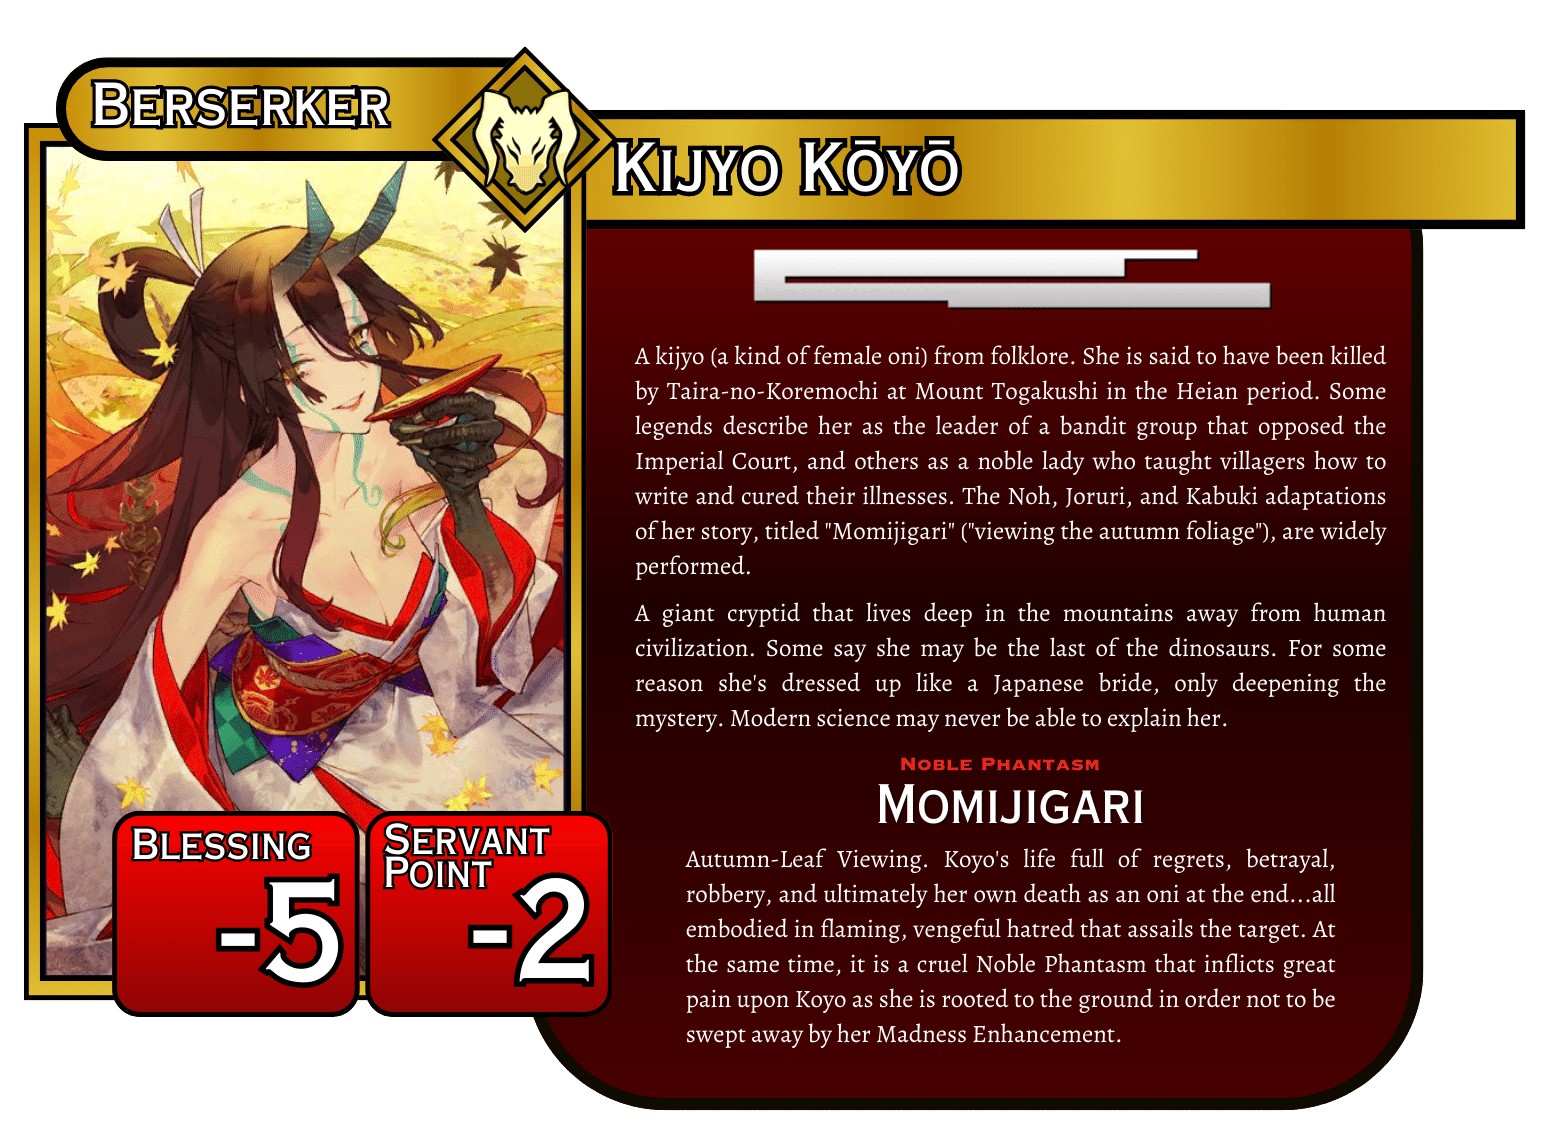 BERSERKER
KIJYO KŌYŌ
A kijyo (a kind of female oni) from folklore. She is said to have been killed
by Taira-no-Koremochi at Mount Togakushi in the Heian period. Some
legends describe her as the leader of a bandit group that opposed the
Imperial Court, and others as a noble lady who taught villagers how to
write and cured their illnesses. The Noh, Joruri, and Kabuki adaptations
of her story, titled "Momijigari" ("viewing the autumn foliage"), are widely
performed.
A giant cryptid that lives deep in the mountains away from human
civilization. Some say she may be the last of the dinosaurs. For some
reason she's dressed up like a Japanese bride, only deepening the
mystery. Modern science may never be able to explain her.
NOBLE PHANTASM
MOMIJIGARI
Autumn-Leaf Viewing. Koyo's life full of regrets, betrayal,
robbery, and ultimately her own death as an oni at the end...all
embodied in flaming, vengeful hatred that assails the target. At
the same time, it is a cruel Noble Phantasm that inflicts great
pain upon Koyo as she is rooted to the ground in order not to be
swept away by her Madness Enhancement.
BLESSING
-5
SERVANT
POINT
-2